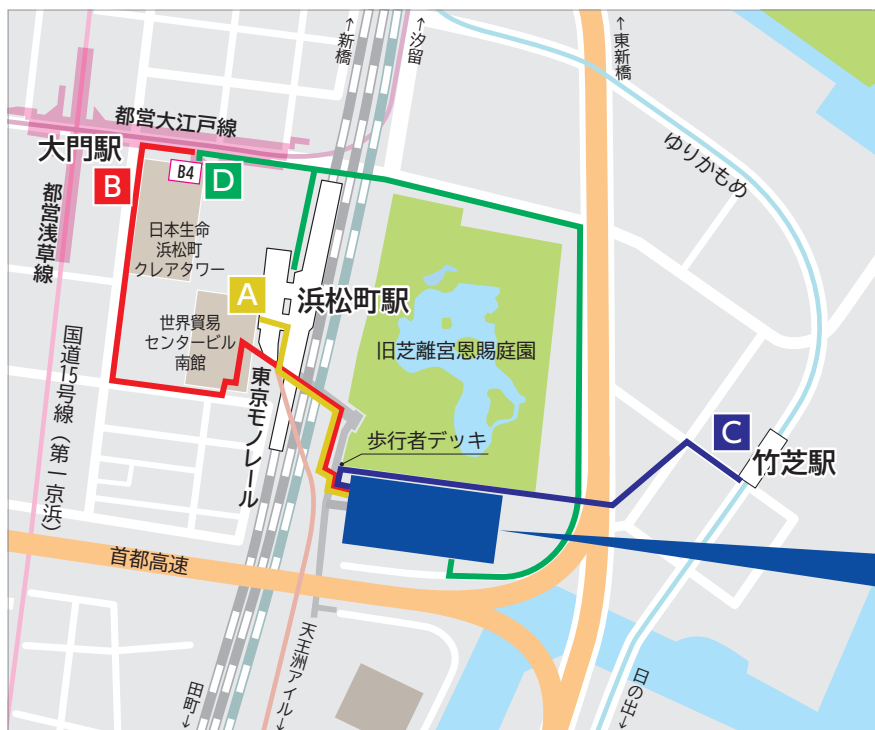 ↑新橋
↑汐留
↑東新橋
都営大江戸線
大門駅
B
B4
D
ゆりかもめ
都営浅草線
日本生命
浜松町
クレアタワー
A
浜松町駅
世界貿易
センタービル
南館
旧芝離宮恩賜庭園
国道15号線（第一京浜）
東京モノレール
歩行者デッキ
C
竹芝駅
首都高速
天王洲アイル→
田町→
日の出→